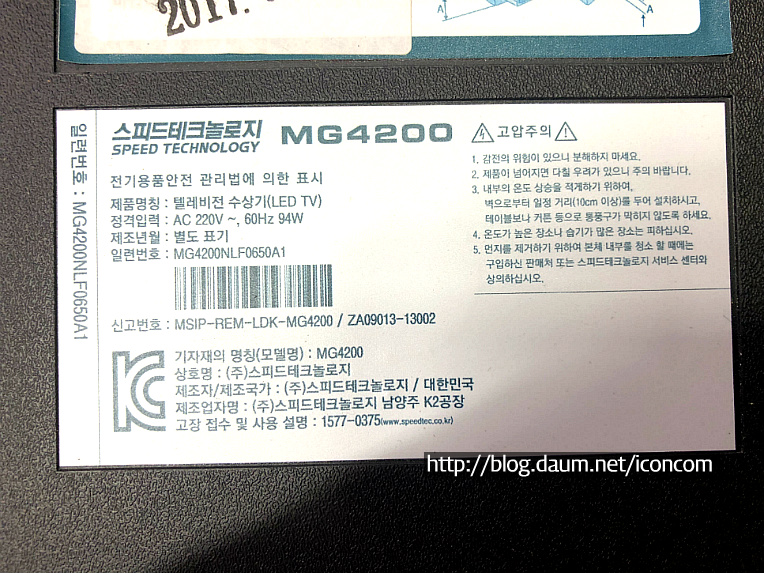 2017.
A
A
스피드테크놀로지 MG4200
SPEED TECHNOLOGY
전기용품안전 관리법에 의한 표시
제품명칭 : 텔레비전 수상기(LED TV)
정격입력 : AC 220V ~, 60Hz 94W
제조년월 : 별도 표기
일련번호 : MG4200NLF0650A1
신고번호 : MSIP-REM-LDK-MG4200 / ZA09013-13002
기자재의 명칭(모델명) : MG4200
상호명 : (주)스피드테크놀로지
제조자/제조국가 : (주)스피드테크놀로지 / 대한민국
제조업자명 : (주)스피드테크놀로지 남양주 K2공장
고장 접수 및 사용 설명 : 1577-0375(www.speedtec.co.kr)
고압주의
1. 감전의 위험이 있으니 분해하지 마세요.
2. 제품이 넘어지면 다칠 우려가 있으니 주의 바랍니다.
3. 내부의 온도 상승을 적게하기 위하여,
벽으로부터 일정 거리(10cm 이상)를 두어 설치하시고,
테이블보나 커튼 등으로 통풍구가 막히지 않도록 하세요.
4. 온도가 높은 장소나 습기가 많은 장소는 피하십시오.
5. 먼지를 제거하기 위하여 본체 내부를 청소 할 때에는
구입하신 판매처 또는 스피드테크놀로지 서비스 센터와
상의하십시오.
일련번호 : MG4200NLF0650A1
http://blog.daum.net/iconcom